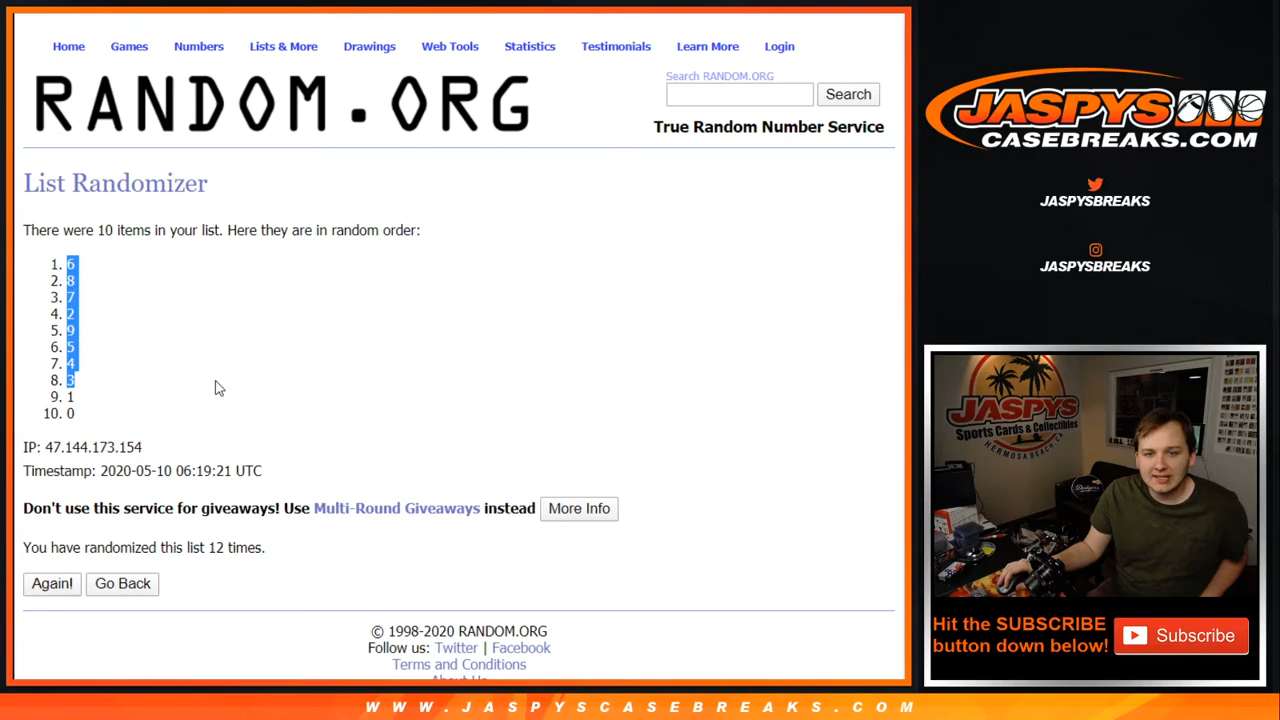 Home Games Numbers Lists & More Drawings Web Tools Statistics Testimonials Learn More Login
RANDOM.ORG
Search RANDOM.ORG
Search
True Random Number Service
List Randomizer
There were 10 items in your list. Here they are in random order:
1. 6
2. 8
3. 7
4. 2
5. 9
6. 5
7. 4
8. 3
9. 1
10. 0
IP: 47.144.173.154
Timestamp: 2020-05-10 06:19:21 UTC
Don't use this service for giveaways! Use Multi-Round Giveaways instead More Info
You have randomized this list 12 times.
Again! Go Back
© 1998-2020 RANDOM.ORG
Follow us: Twitter | Facebook
Terms and Conditions
About Us
JASPYS
CASEBREAKS.COM
JASPYSBREAKS
JASPYSBREAKS
JASPYS
Sports Cards & Collectibles
HERMOSA BEACH, CA
Dodgers
Hit the SUBSCRIBE
button down below!
Subscribe
WWW.JASPYSCASEBREAKS.COM